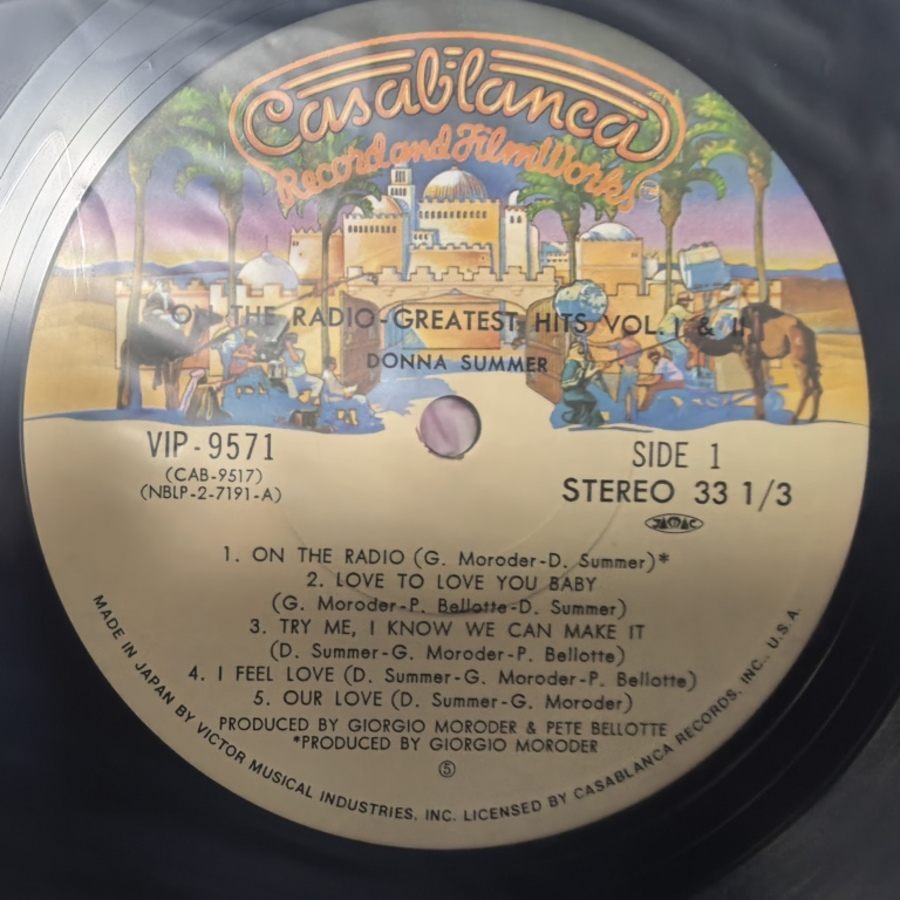 Casablanca
Record and FilmWorks
ON THE RADIO-GREATEST HITS VOL. I & II
DONNA SUMMER
VIP-9571
(CAB-9517)
(NBLP-2-7191-A)
SIDE 1
STEREO 33 1/3
JASRAC
1. ON THE RADIO (G. Moroder-D. Summer)*
2. LOVE TO LOVE YOU BABY
(G. Moroder-P. Bellotte-D. Summer)
3. TRY ME, I KNOW WE CAN MAKE IT
(D. Summer-G. Moroder-P. Bellotte)
4. I FEEL LOVE (D. Summer-G. Moroder-P. Bellotte)
5. OUR LOVE (D. Summer-G. Moroder)
PRODUCED BY GIORGIO MORODER & PETE BELLOTTE
*PRODUCED BY GIORGIO MORODER
⑤
MADE IN JAPAN BY VICTOR MUSICAL INDUSTRIES, INC. LICENSED BY CASABLANCA RECORDS, INC., U.S.A.